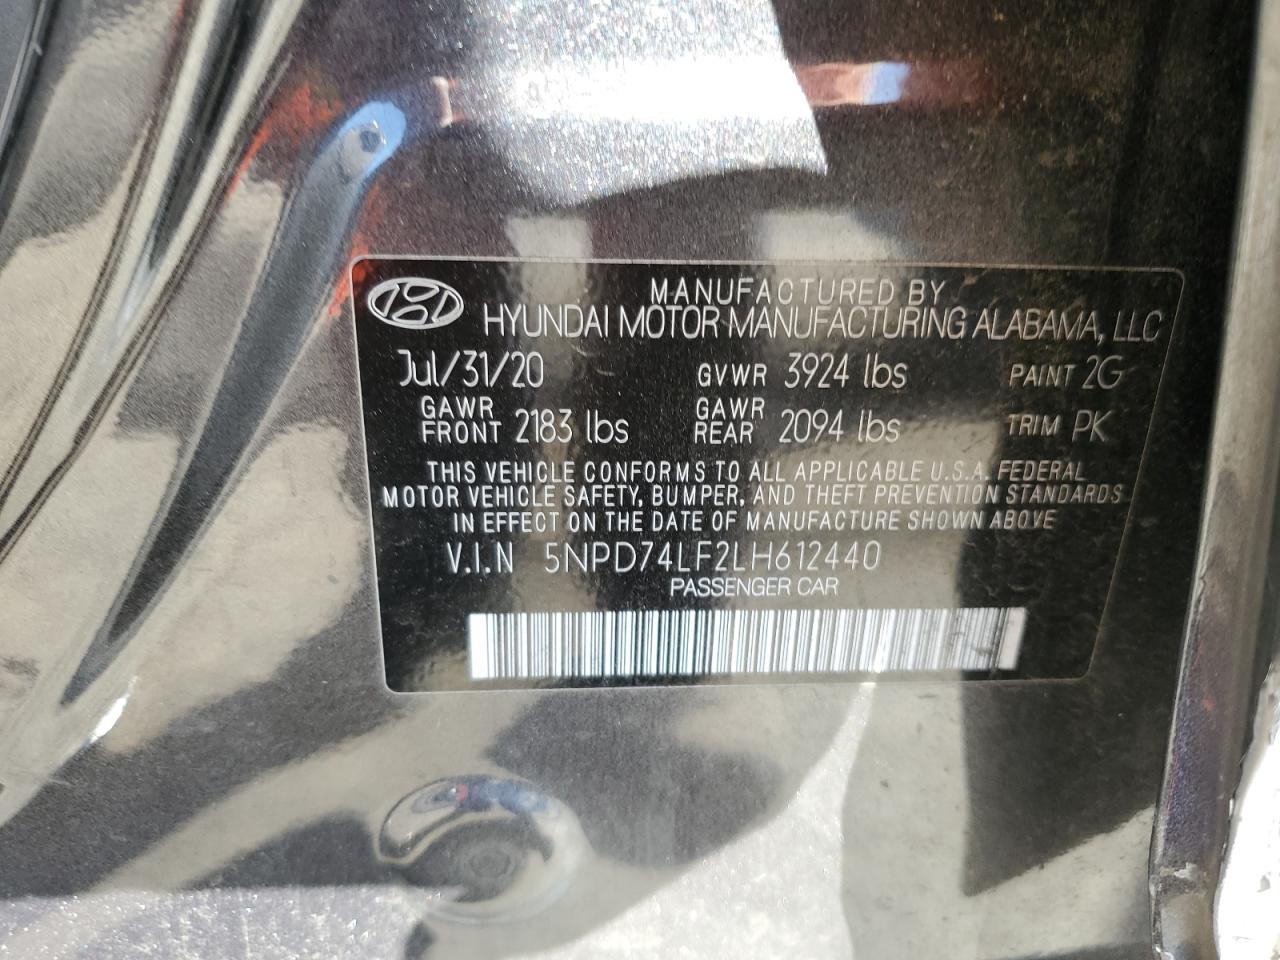 MANUFACTURED BY
HYUNDAI MOTOR MANUFACTURING ALABAMA, LLC
Jul/31/20 GVWR 3924 lbs PAINT 2G
GAWR FRONT 2183 lbs GAWR REAR 2094 lbs TRIM PK
THIS VEHICLE CONFORMS TO ALL APPLICABLE U.S.A. FEDERAL
MOTOR VEHICLE SAFETY, BUMPER, AND THEFT PREVENTION STANDARDS
IN EFFECT ON THE DATE OF MANUFACTURE SHOWN ABOVE
V.I.N 5NPD74LF2LH612440
PASSENGER CAR